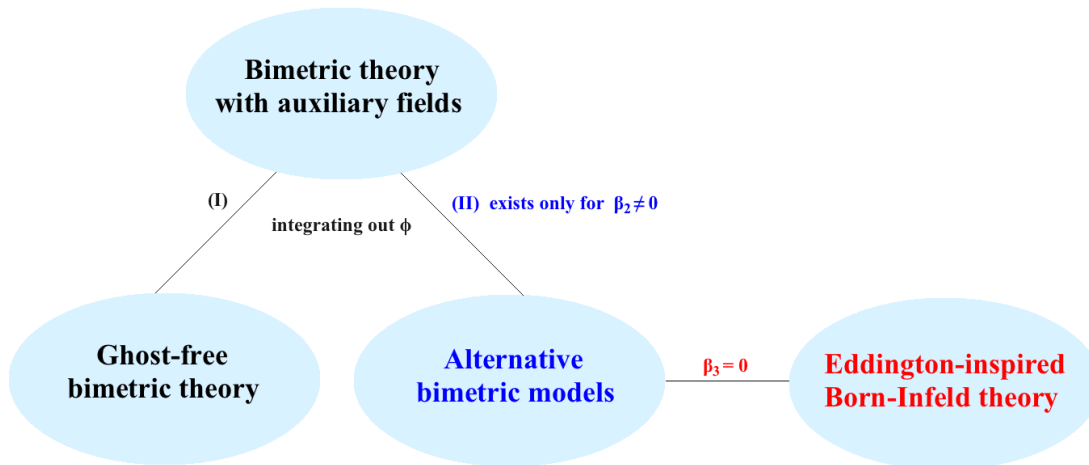 Bimetric theory
with auxiliary fields
(I)
(II) exists only for β₂ ≠ 0
integrating out ϕ
Ghost-free
bimetric theory
Alternative
bimetric models
β₃ = 0
Eddington-inspired
Born-Infeld theory